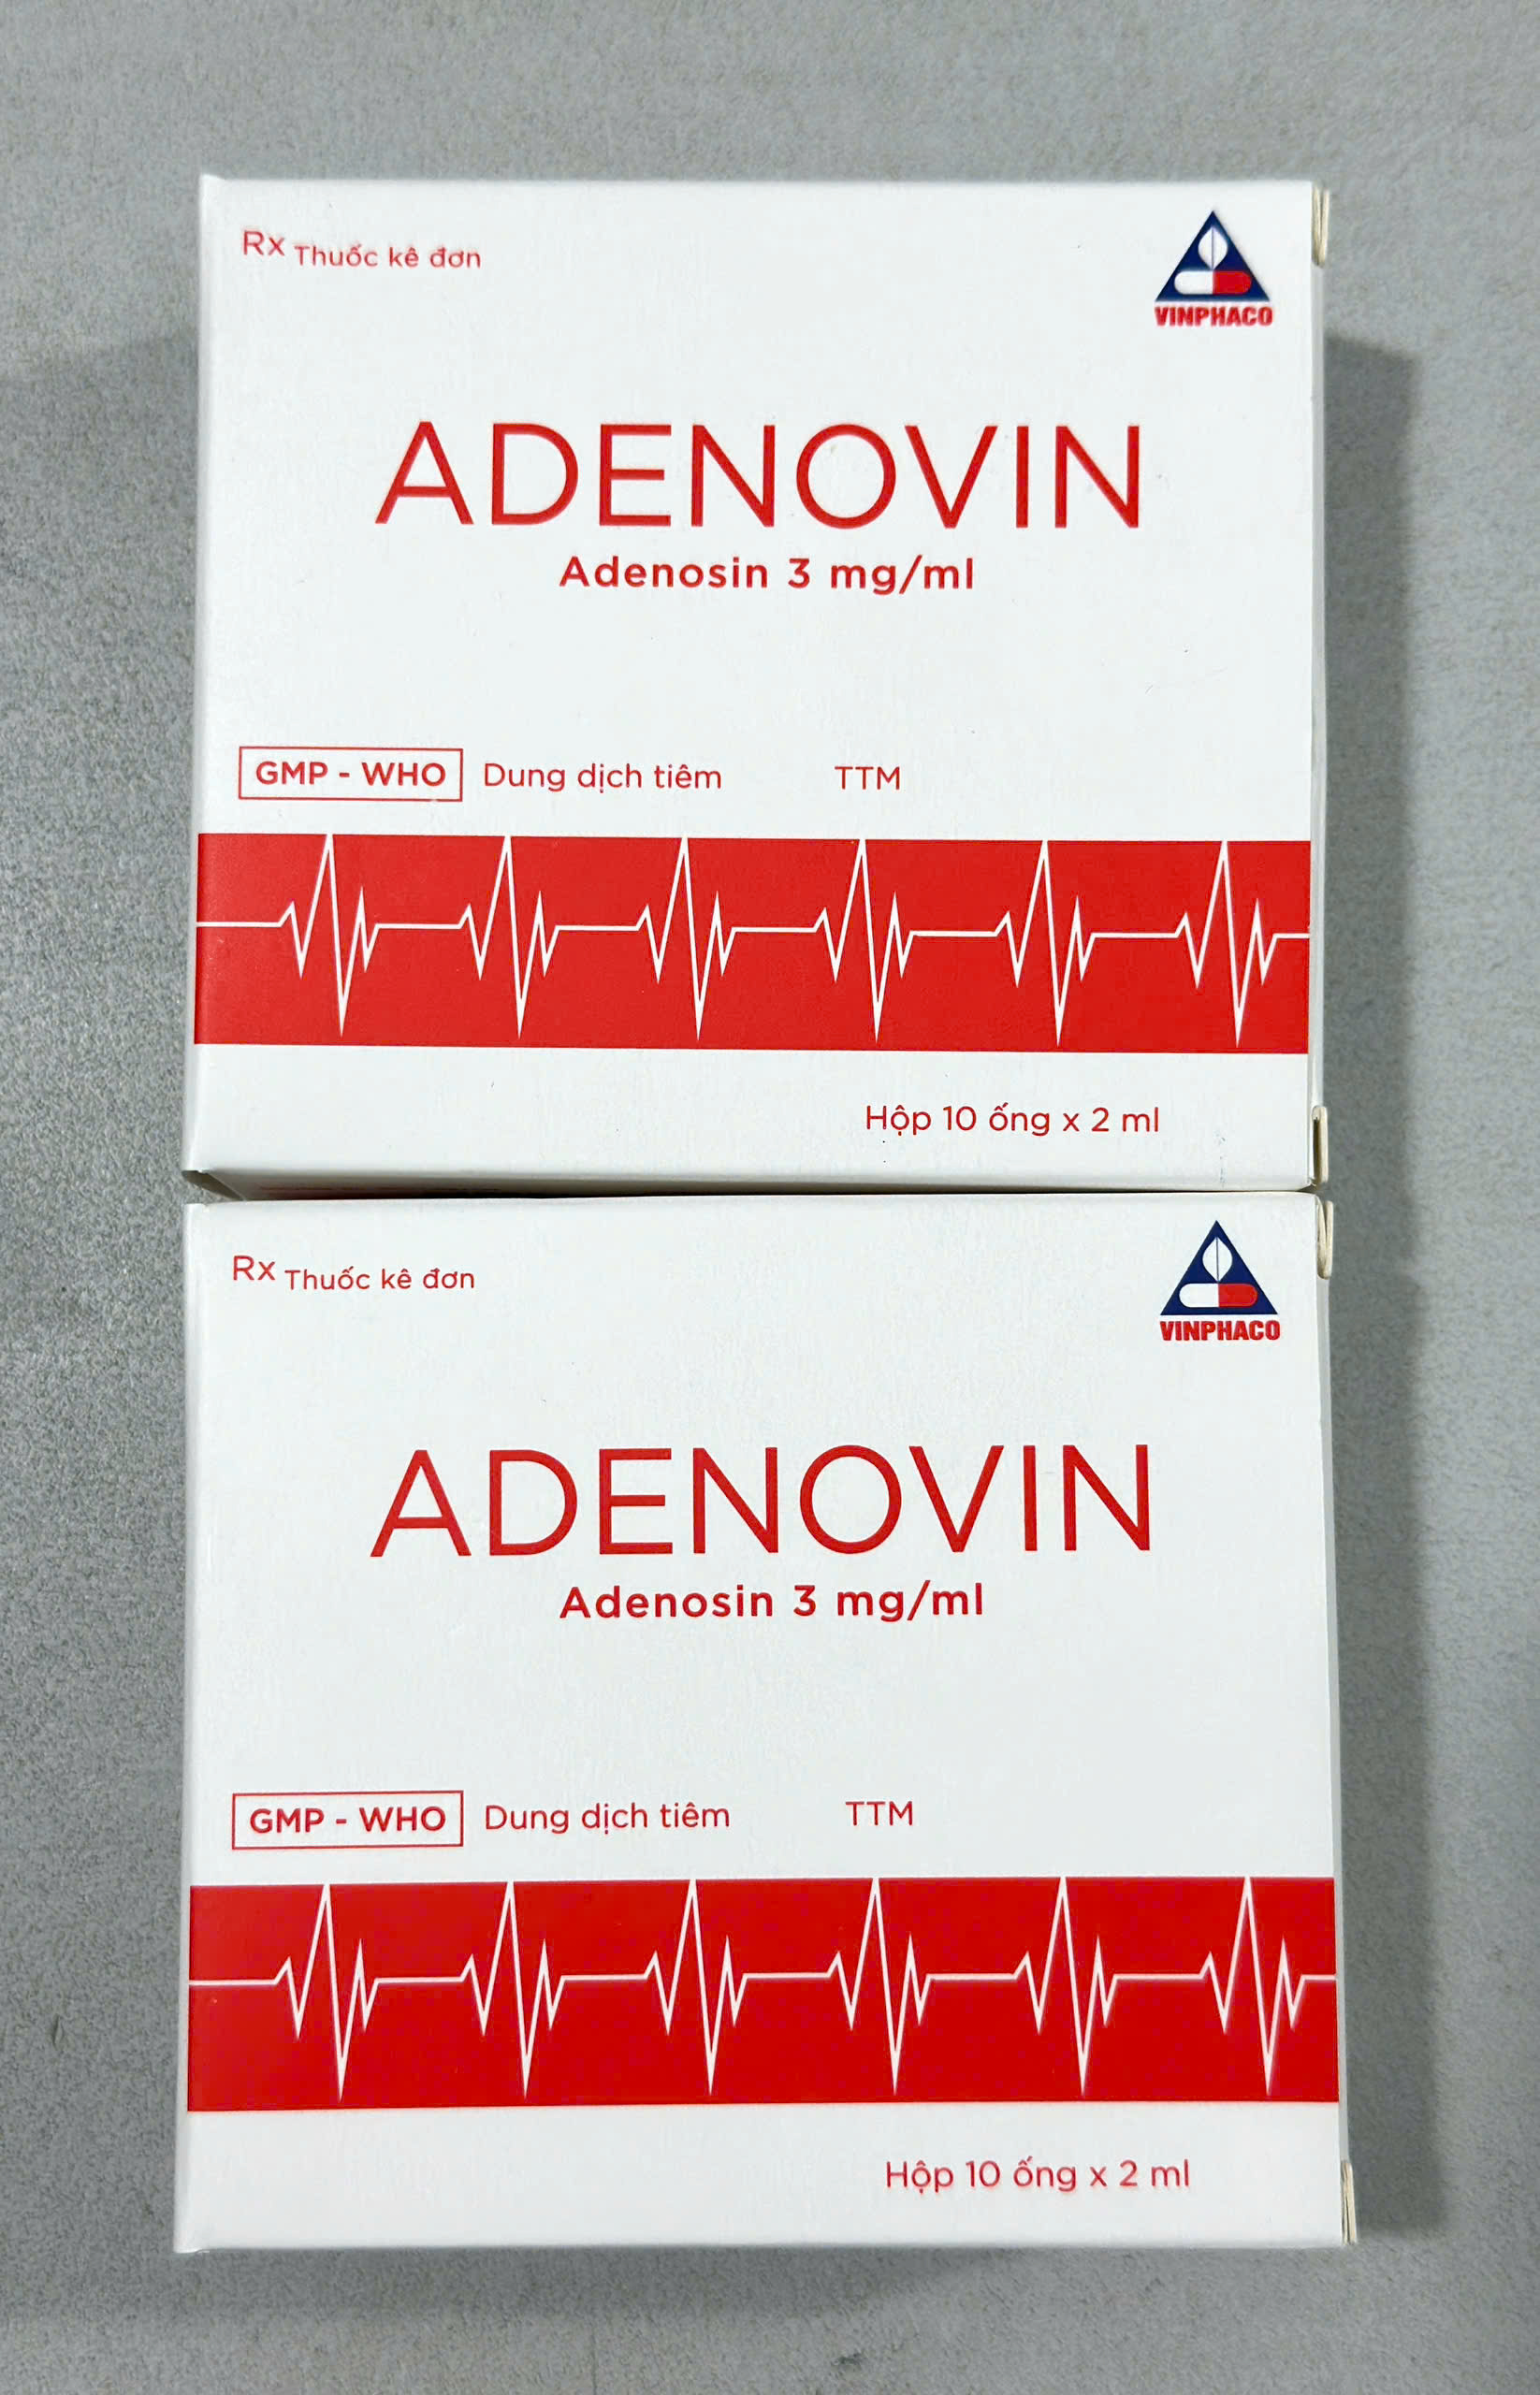 Rx Thuốc kê đơn
VINPHACO
ADENOVIN
Adenosin 3 mg/ml
GMP - WHO Dung dịch tiêm TTM
Hộp 10 ống x 2 ml
Rx Thuốc kê đơn
VINPHACO
ADENOVIN
Adenosin 3 mg/ml
GMP - WHO Dung dịch tiêm TTM
Hộp 10 ống x 2 ml